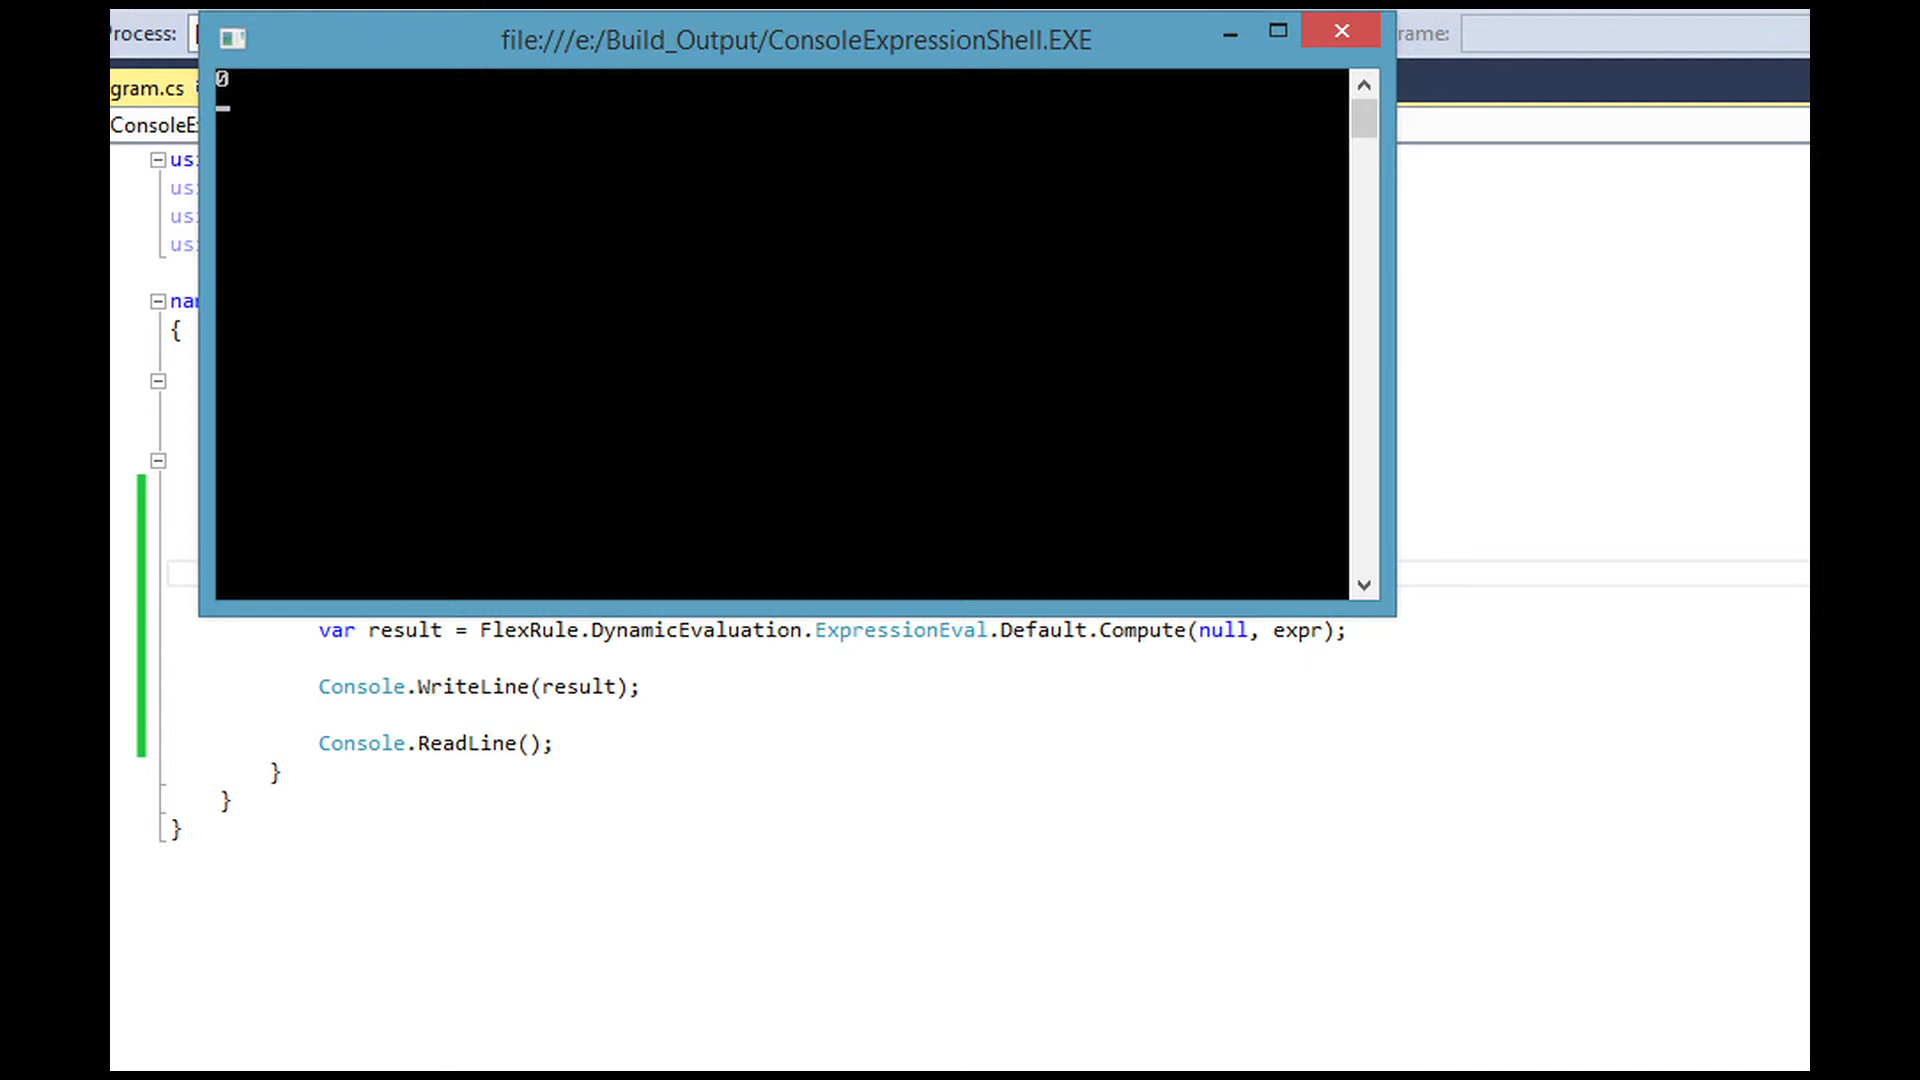 rocess:
file:///e:/Build_Output/ConsoleExpressionShell.EXE
rame:
0
gram.cs
ConsoleE
us
us
us
us
nam
{
var result = FlexRule.DynamicEvaluation.ExpressionEval.Default.Compute(null, expr);
Console.WriteLine(result);
Console.ReadLine();
}
}
}